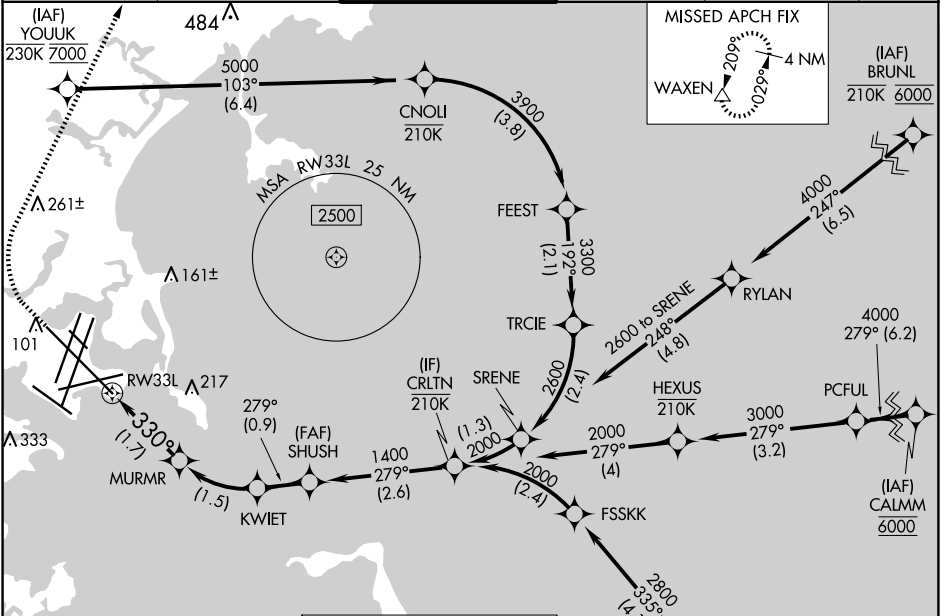 (IAF)
YOUUK
230K 7000
484
5000
103°
(6.4)
CNOLI
210K
3900
(3.8)
MISSED APCH FIX
209°
029°
4 NM
WAXEN
(IAF)
BRUNL
210K 6000
MSA RW33L 25 NM
2500
261±
161±
FEEST
3300
192°
(2.1)
4000
247°
(6.5)
RYLAN
TRCIE
2600 to SRENE
248°
(4.8)
101
RW33L
217
333
330°
(1.7)
MURMR
(1.5)
279°
(0.9)
KWIET
(FAF)
SHUSH
1400
279°
(2.6)
(IF)
CRLTN
210K
SRENE
(1.3)
2000
2600
(2.4)
HEXUS
210K
2000
279°
(4)
3000
279°
(3.2)
PCFUL
4000
279° (6.2)
(IAF)
CALMM
6000
2000
(2.4)
FSSKK
2800
335°